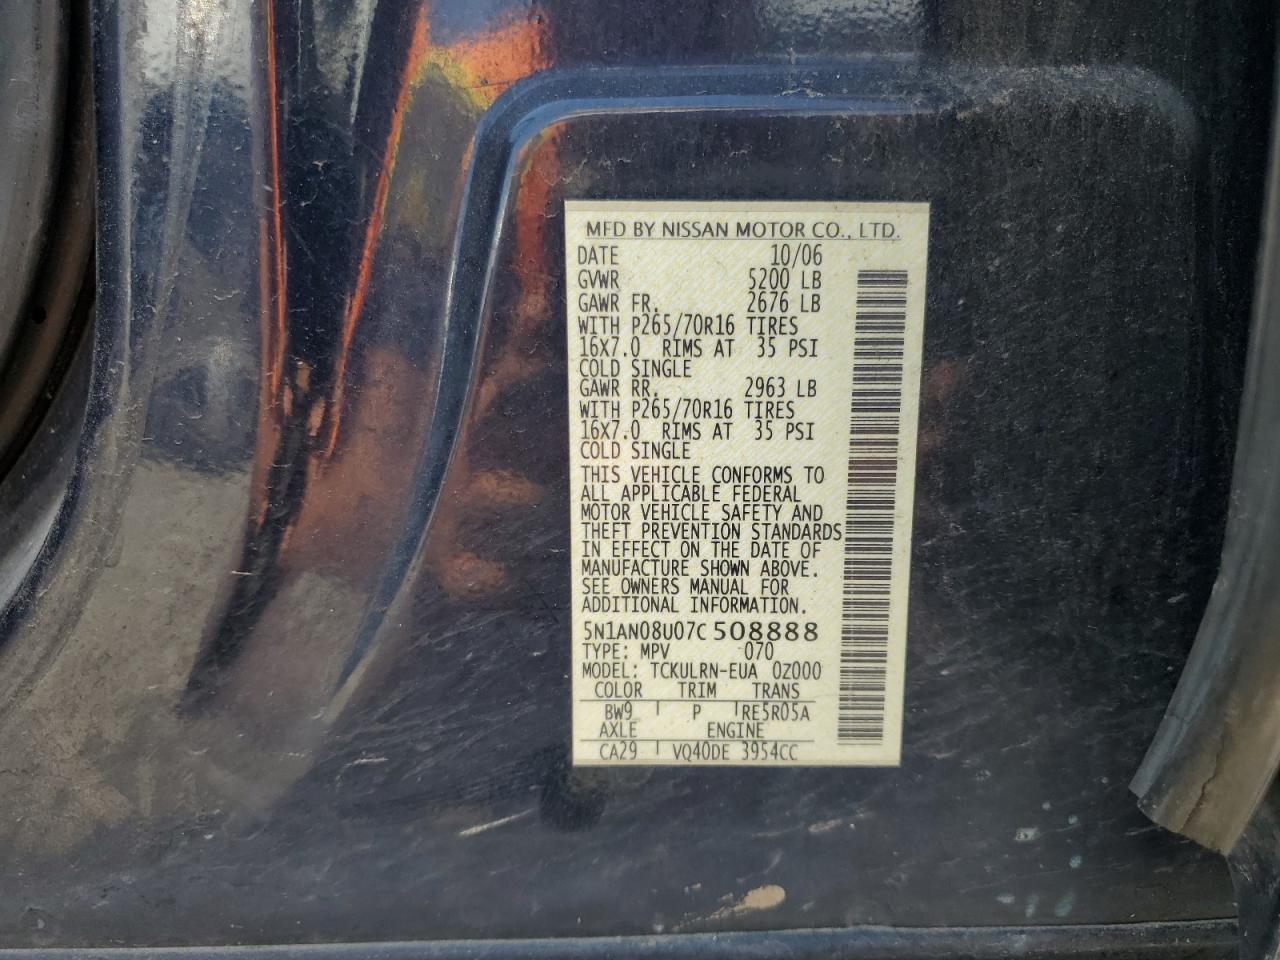 MFD BY NISSAN MOTOR CO., LTD.
DATE 10/06
GVWR 5200 LB
GAWR FR. 2676 LB
WITH P265/70R16 TIRES
16X7.0 RIMS AT 35 PSI
COLD SINGLE
GAWR RR. 2963 LB
WITH P265/70R16 TIRES
16X7.0 RIMS AT 35 PSI
COLD SINGLE
THIS VEHICLE CONFORMS TO
ALL APPLICABLE FEDERAL
MOTOR VEHICLE SAFETY AND
THEFT PREVENTION STANDARDS
IN EFFECT ON THE DATE OF
MANUFACTURE SHOWN ABOVE.
SEE OWNERS MANUAL FOR
ADDITIONAL INFORMATION.
5N1AN08U07C508888
TYPE: MPV 070
MODEL: TCKULRN-EUA 0Z000
COLOR TRIM TRANS
BW9 P RE5R05A
AXLE ENGINE
CA29 VQ40DE 3954CC